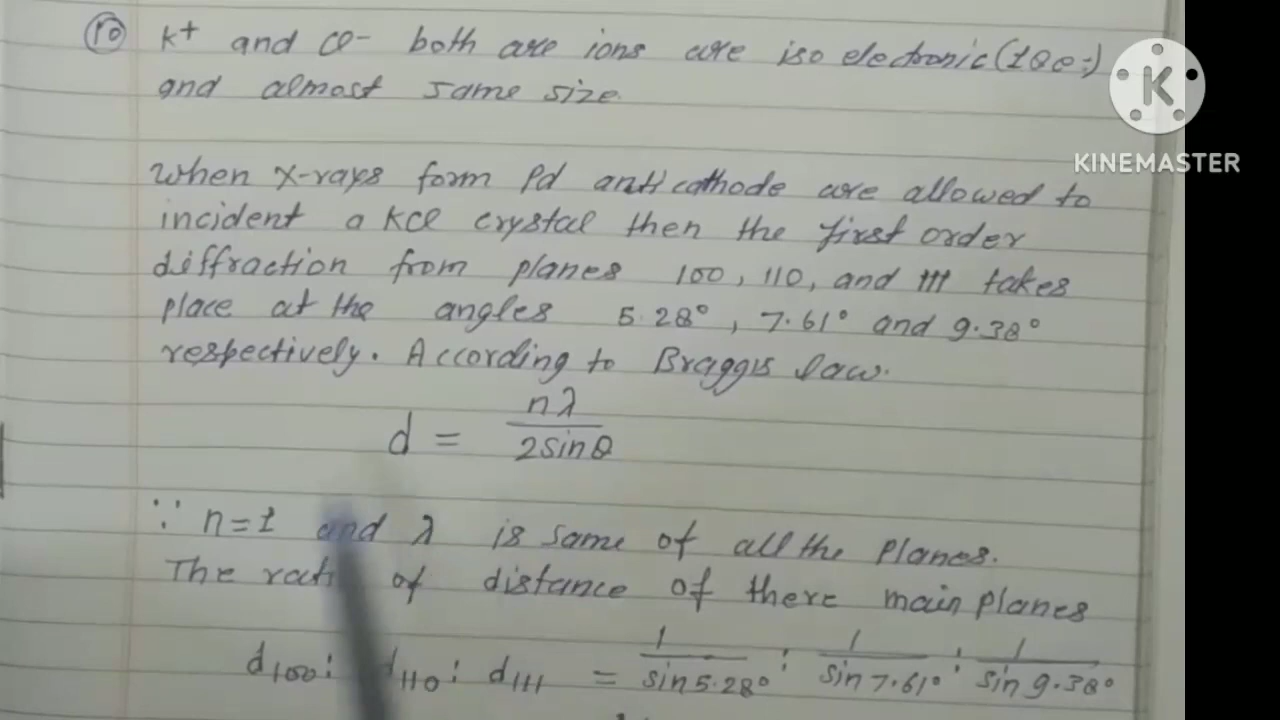 10 K+ and Cl- both are ions are iso electronic (18e-)
and almost same size.
When X-rays form Pd anticathode are allowed to
incident a KCl crystal then the first order
diffraction from planes 100, 110, and 111 takes
place at the angles 5.28°, 7.61° and 9.38°
respectively. According to Braggis law.
d = nλ / 2sinθ
∵ n=1 and λ is same of all the planes.
The of distance of there main planes
d100 : d110 : d111 = 1/sin5.28° : 1/sin7.61° : 1/sin9.38°
KINEMASTER